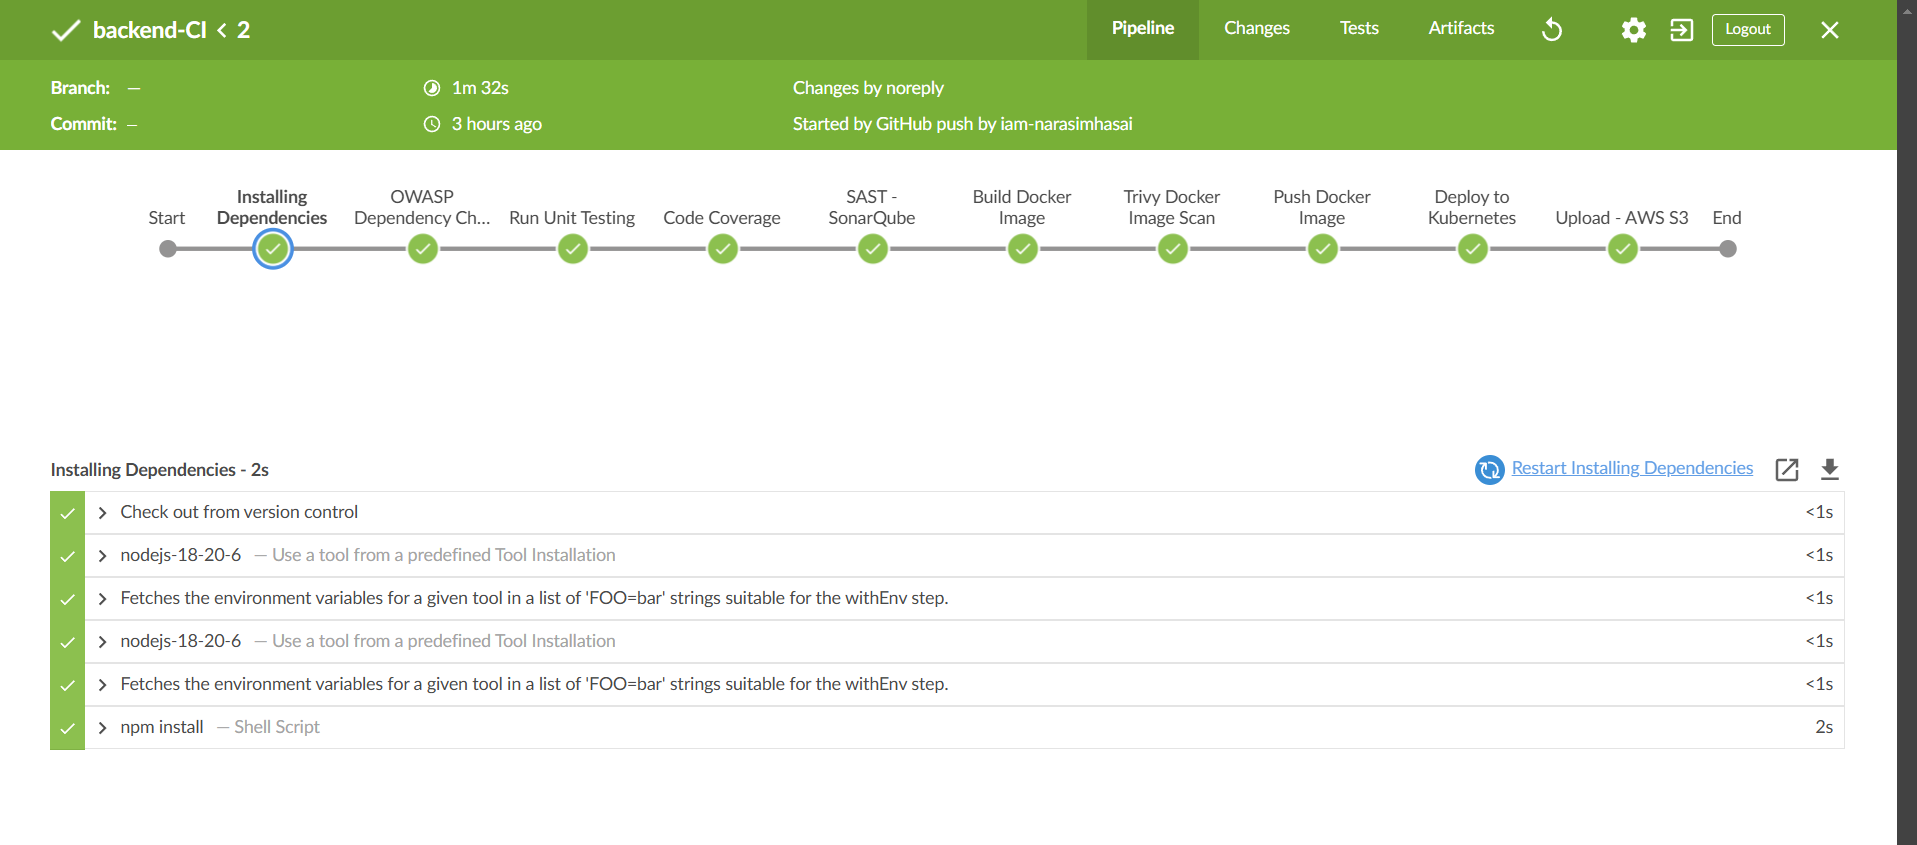 backend-CI < 2
Pipeline Changes Tests Artifacts Logout
Branch: — 1m 32s Changes by noreply
Commit: — 3 hours ago Started by GitHub push by iam-narasimhasai
Start
Installing
Dependencies
OWASP
Dependency Ch...
Run Unit Testing
Code Coverage
SAST -
SonarQube
Build Docker
Image
Trivy Docker
Image Scan
Push Docker
Image
Deploy to
Kubernetes
Upload - AWS S3
End
Installing Dependencies - 2s Restart Installing Dependencies
Check out from version control <1s
nodejs-18-20-6 — Use a tool from a predefined Tool Installation <1s
Fetches the environment variables for a given tool in a list of 'FOO=bar' strings suitable for the withEnv step. <1s
nodejs-18-20-6 — Use a tool from a predefined Tool Installation <1s
Fetches the environment variables for a given tool in a list of 'FOO=bar' strings suitable for the withEnv step. <1s
npm install — Shell Script 2s